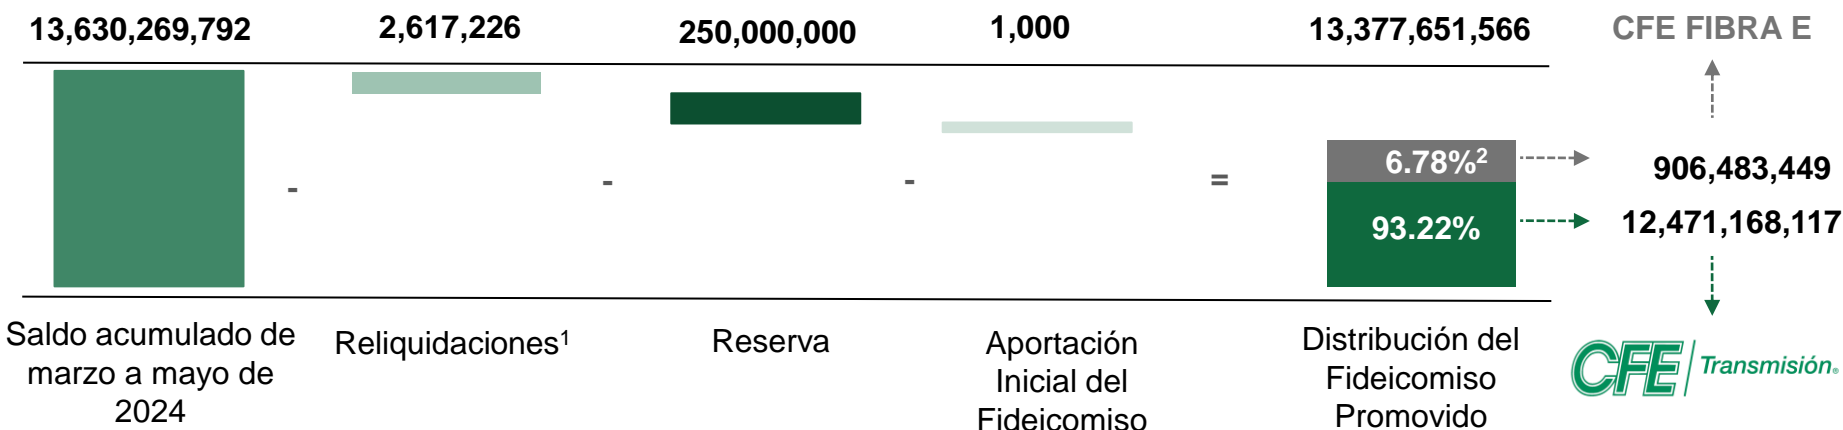 13,630,269,792
2,617,226
250,000,000
1,000
13,377,651,566
CFE FIBRA E
-
-
-
=
6.78%²
906,483,449
93.22%
12,471,168,117
Saldo acumulado de
marzo a mayo de
2024
Reliquidaciones¹
Reserva
Aportación
Inicial del
Fideicomiso
Distribución del
Fideicomiso
Promovido
CFE Transmisión®